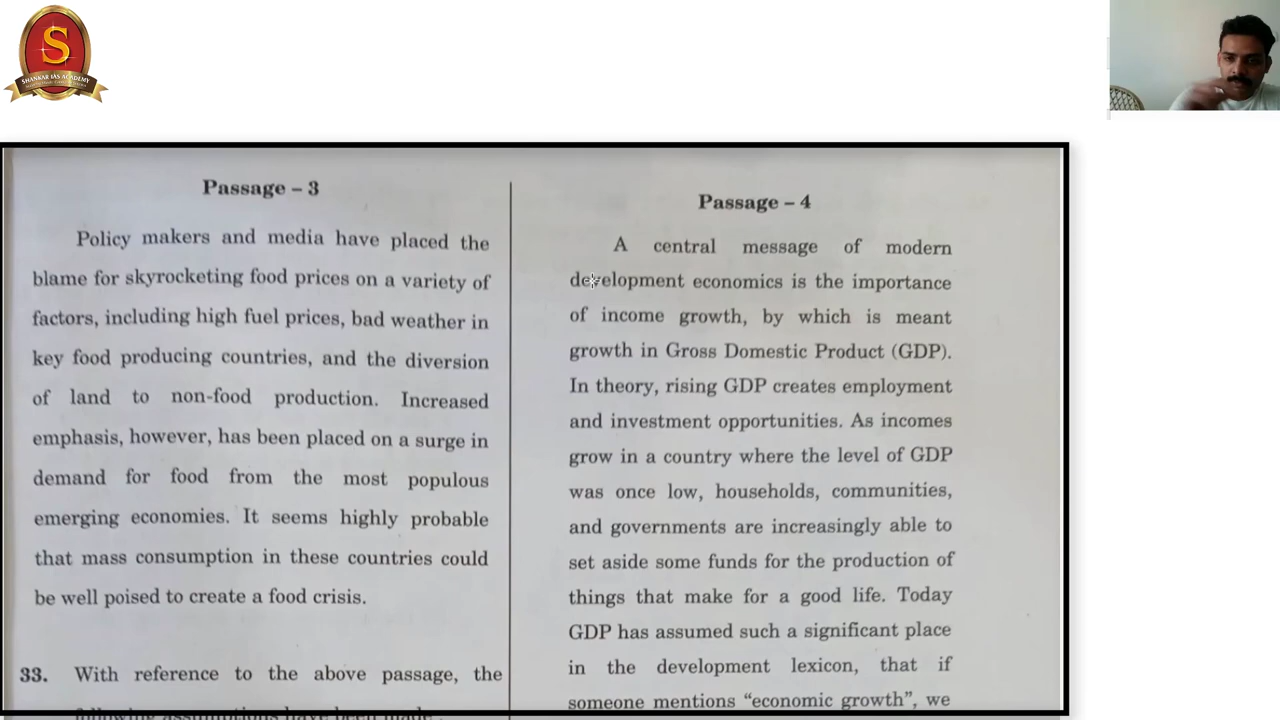 S
SHANKAR IAS ACADEMY
Passage – 3
Policy makers and media have placed the
blame for skyrocketing food prices on a variety of
factors, including high fuel prices, bad weather in
key food producing countries, and the diversion
of land to non-food production. Increased
emphasis, however, has been placed on a surge in
demand for food from the most populous
emerging economies. It seems highly probable
that mass consumption in these countries could
be well poised to create a food crisis.
33. With reference to the above passage, the
following assumptions have been made
Passage – 4
A central message of modern
development economics is the importance
of income growth, by which is meant
growth in Gross Domestic Product (GDP).
In theory, rising GDP creates employment
and investment opportunities. As incomes
grow in a country where the level of GDP
was once low, households, communities,
and governments are increasingly able to
set aside some funds for the production of
things that make for a good life. Today
GDP has assumed such a significant place
in the development lexicon, that if
someone mentions “economic growth”, we